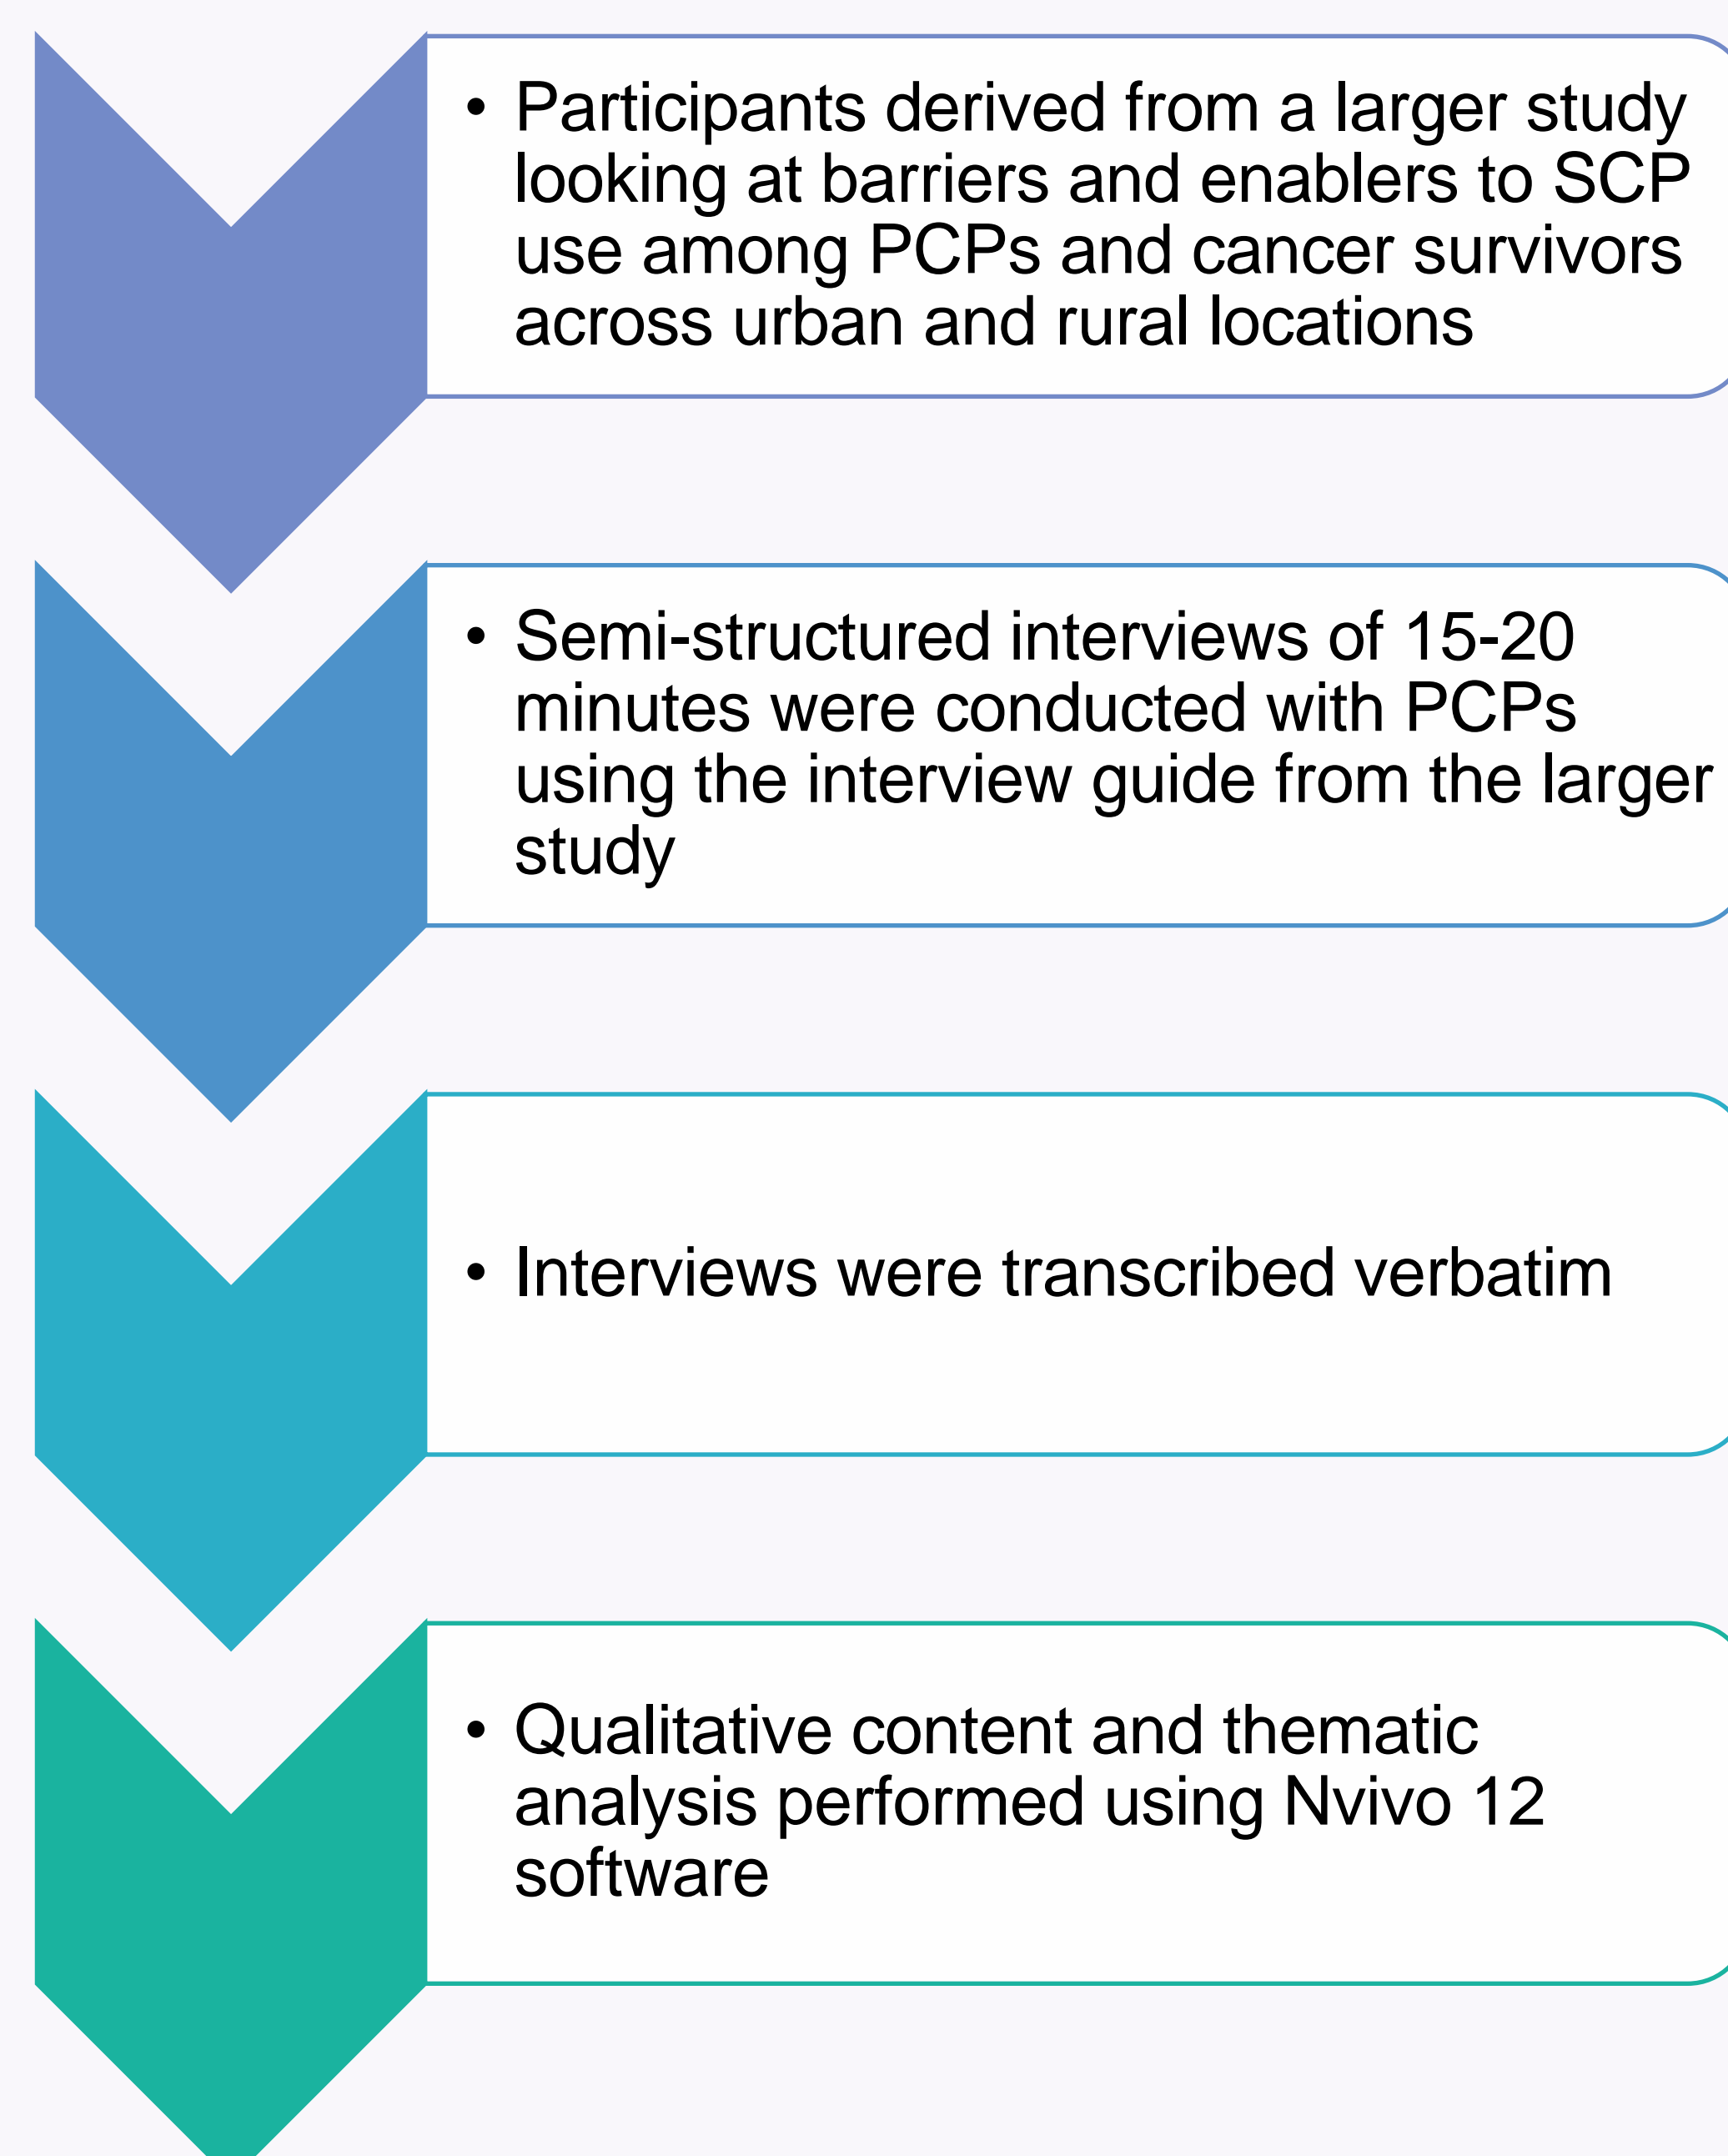 • Participants derived from a larger study
looking at barriers and enablers to SCP
use among PCPs and cancer survivors
across urban and rural locations
• Semi-structured interviews of 15-20
minutes were conducted with PCPs
using the interview guide from the larger
study
• Interviews were transcribed verbatim
• Qualitative content and thematic
analysis performed using Nvivo 12
software